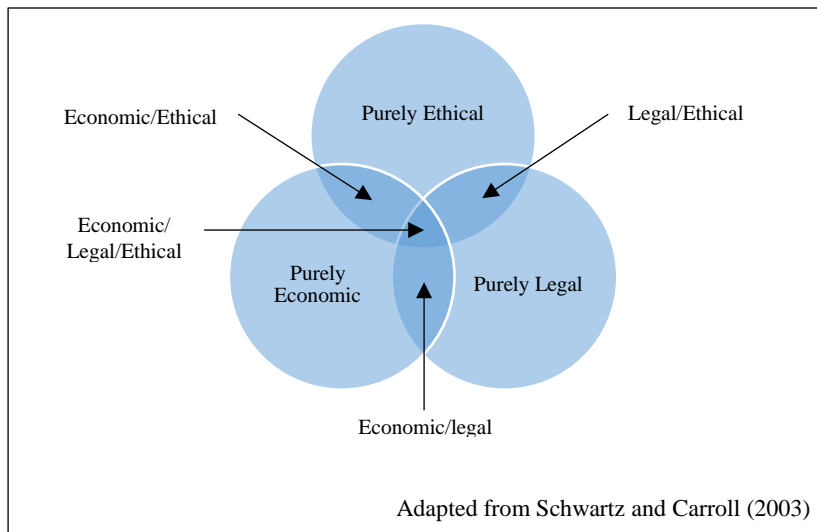 Purely Ethical
Economic/Ethical
Legal/Ethical
Economic/
Legal/Ethical
Purely
Economic
Purely Legal
Economic/legal
Adapted from Schwartz and Carroll (2003)